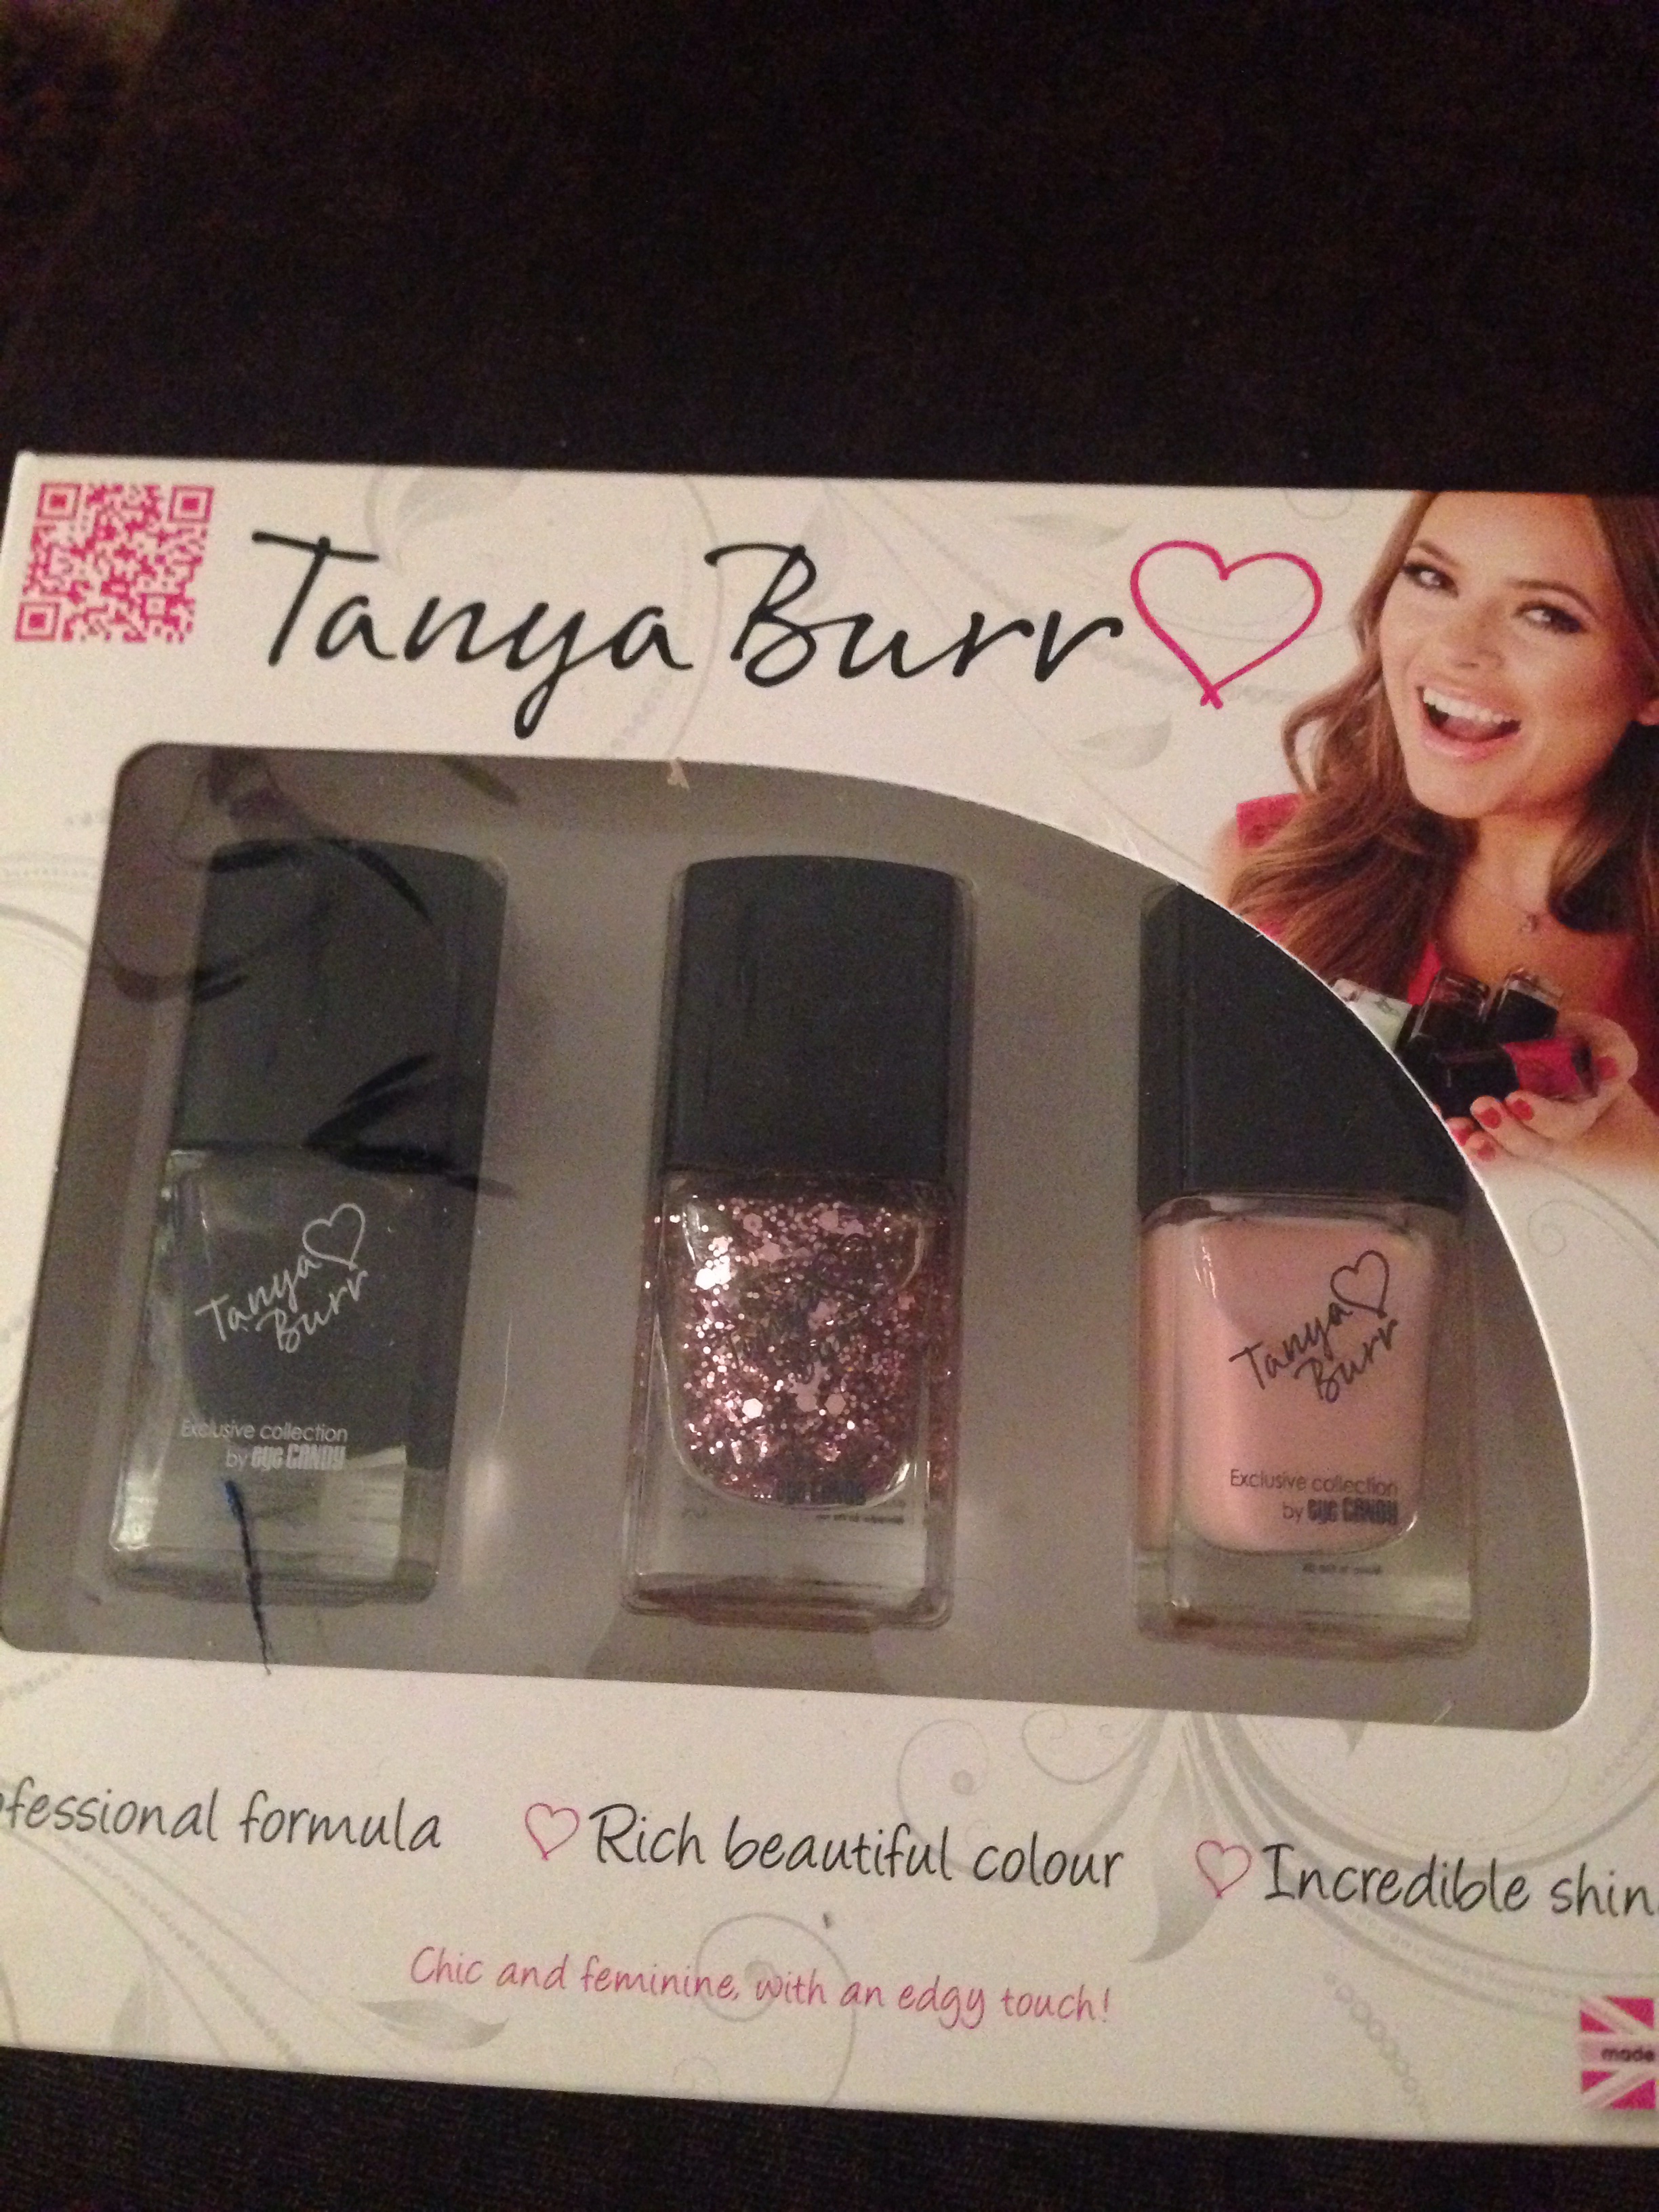 Tanya Burr
Tanya
Burr
Exclusive collection
by eye CANDY
Tanya
Burr
Exclusive collection
by eye CANDY
fessional formula
Rich beautiful colour
Incredible shin
Chic and feminine, with an edgy touch!
made